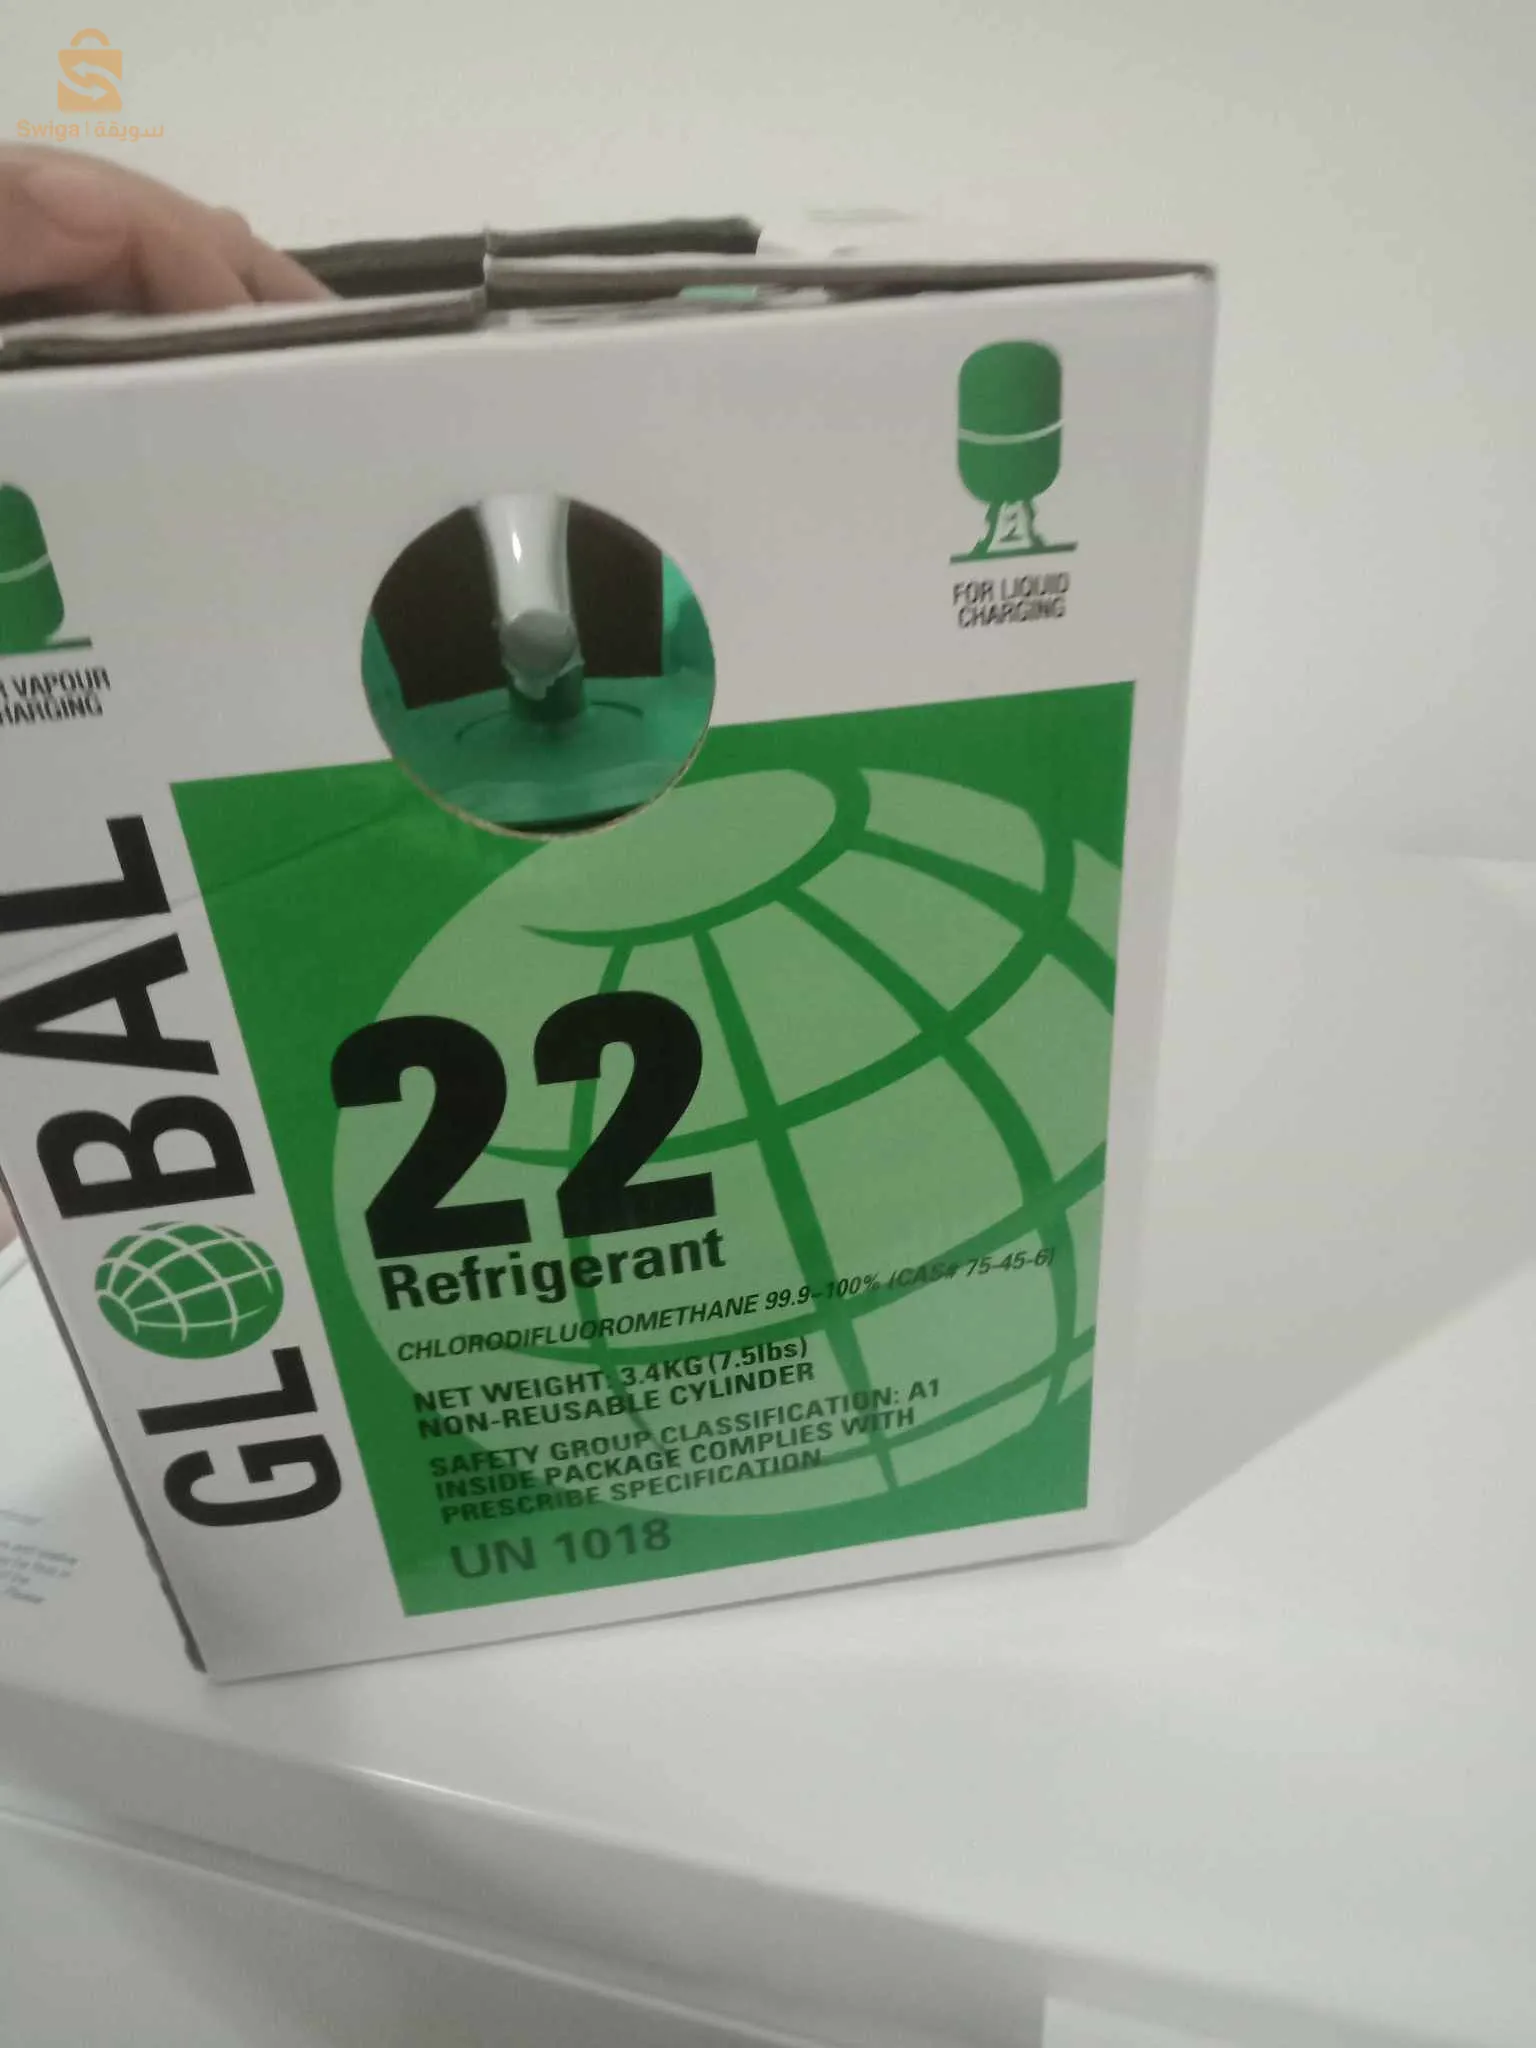 Swiga | سويقة
FOR LIQUID
CHARGING
VAPOUR
HARGING
GLOBAL
22
Refrigerant
CHLORODIFLUOROMETHANE 99.9-100% (CAS# 75-45-6)
NET WEIGHT: 3.4KG (7.5lbs)
NON-REUSABLE CYLINDER
SAFETY GROUP CLASSIFICATION: A1
INSIDE PACKAGE COMPLIES WITH
PRESCRIBE SPECIFICATION.
UN 1018